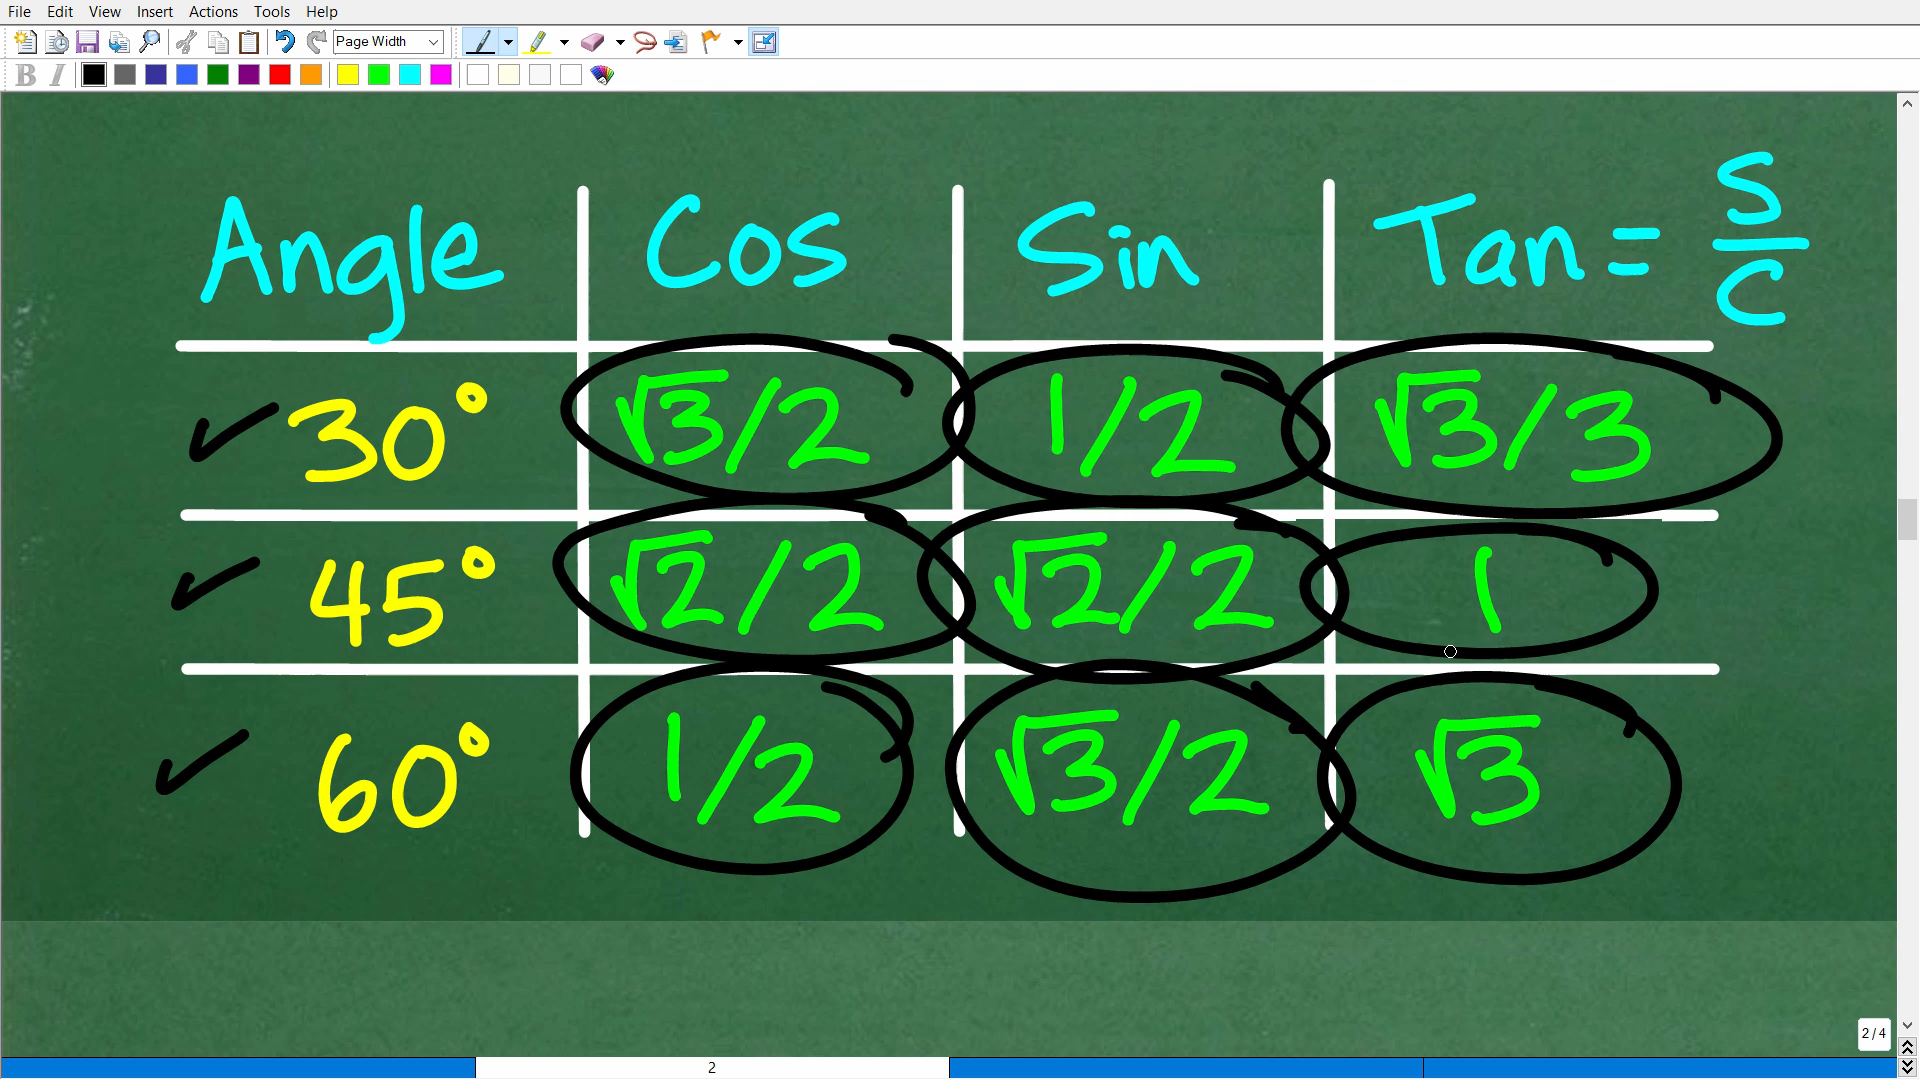 File Edit View Insert Actions Tools Help
Page Width
B I
Angle Cos Sin Tan = S/C
30° √3/2 1/2 √3/3
45° √2/2 √2/2 1
60° 1/2 √3/2 √3
2/4
2